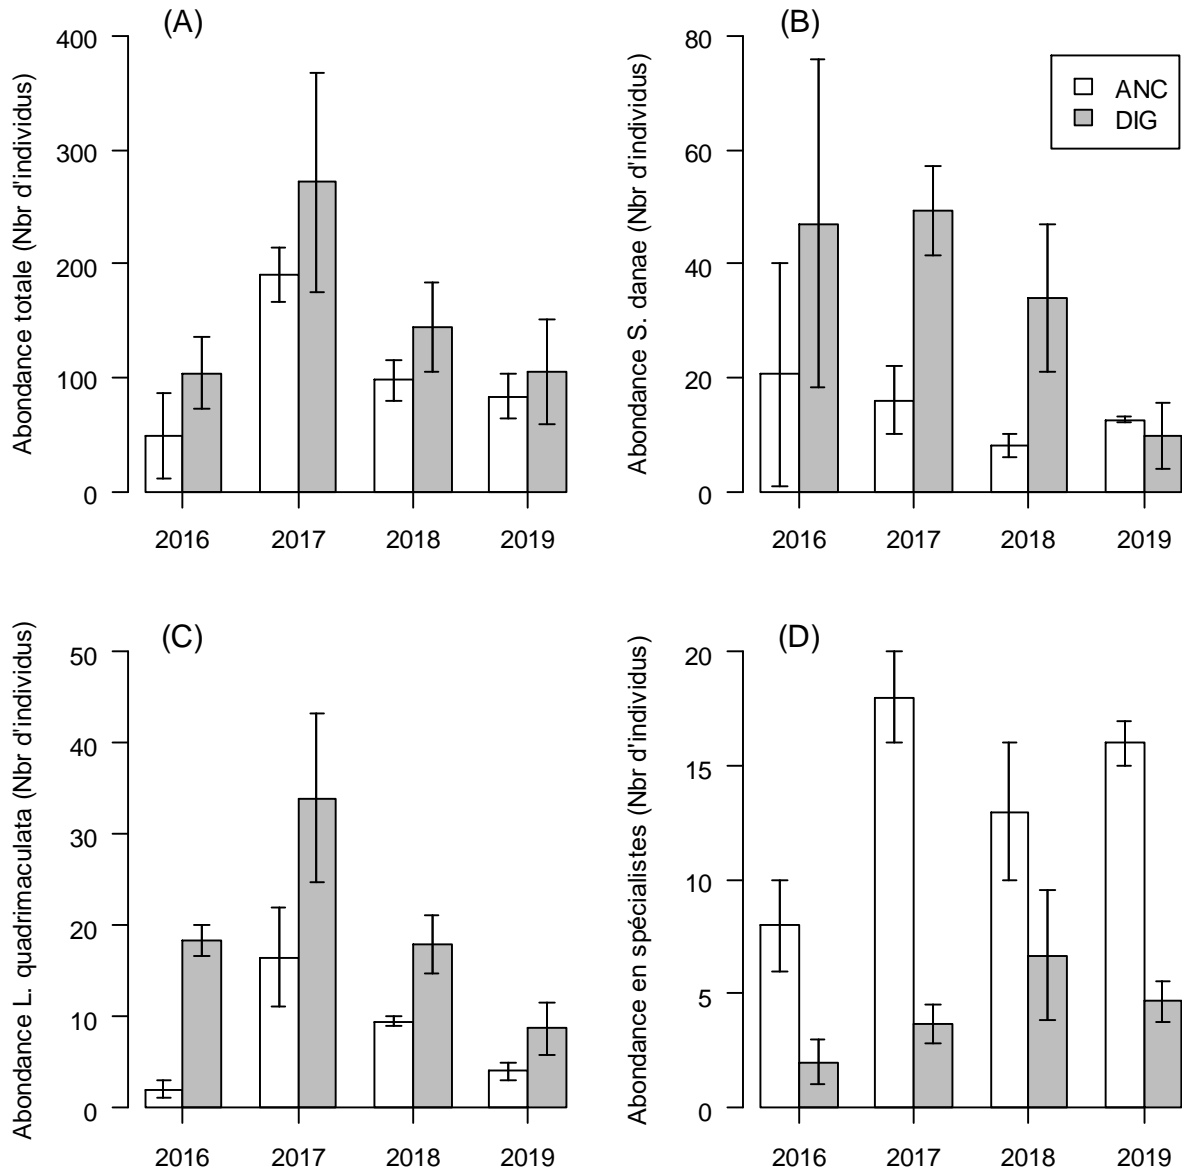 (A)
Abondance totale (Nbr d'individus)
400
300
200
100
0
2016 2017 2018 2019
(B)
Abondance S. danae (Nbr d'individus)
80
60
40
20
0
2016 2017 2018 2019
ANC
DIG
(C)
Abondance L. quadrimaculata (Nbr d'individus)
50
40
30
20
10
0
2016 2017 2018 2019
(D)
Abondance en spécialistes (Nbr d'individus)
20
15
10
5
0
2016 2017 2018 2019